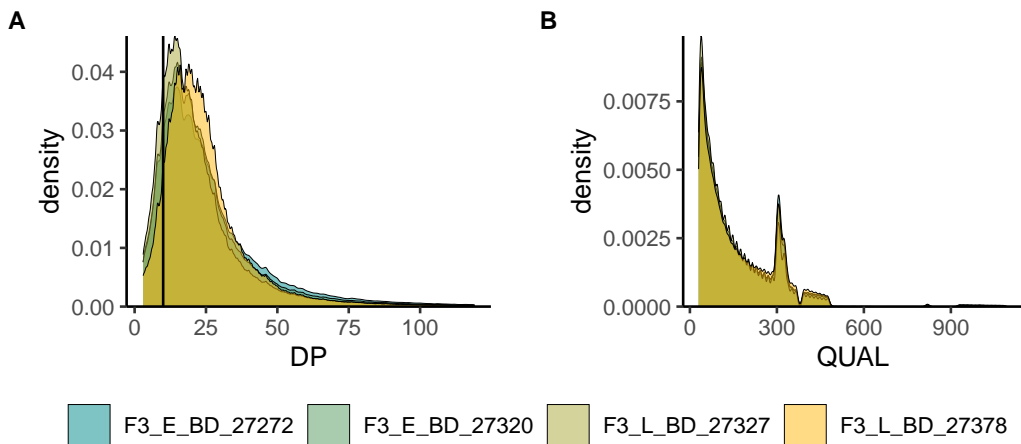 A
density
0.04
0.03
0.02
0.01
0.00
0
25
50
75
100
DP
B
density
0.0075
0.0050
0.0025
0.0000
0
300
600
900
QUAL
F3_E_BD_27272
F3_E_BD_27320
F3_L_BD_27327
F3_L_BD_27378